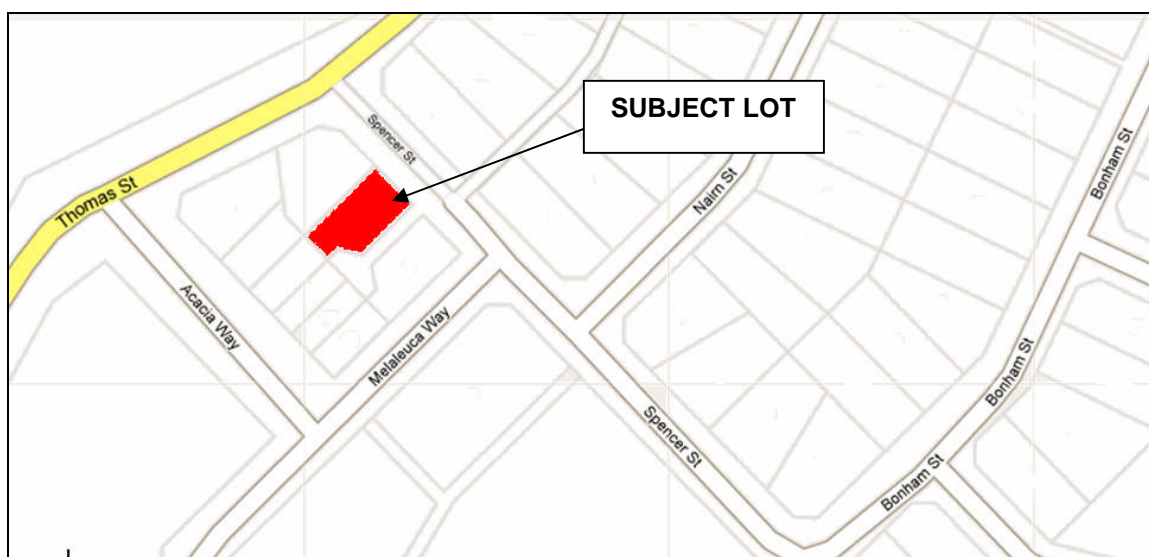 SUBJECT LOT
Spencer St
Thomas St
Nairn St
Bonham St
Acacia Way
Melaleuca Way
Bonham St
Spencer St
Bonham St